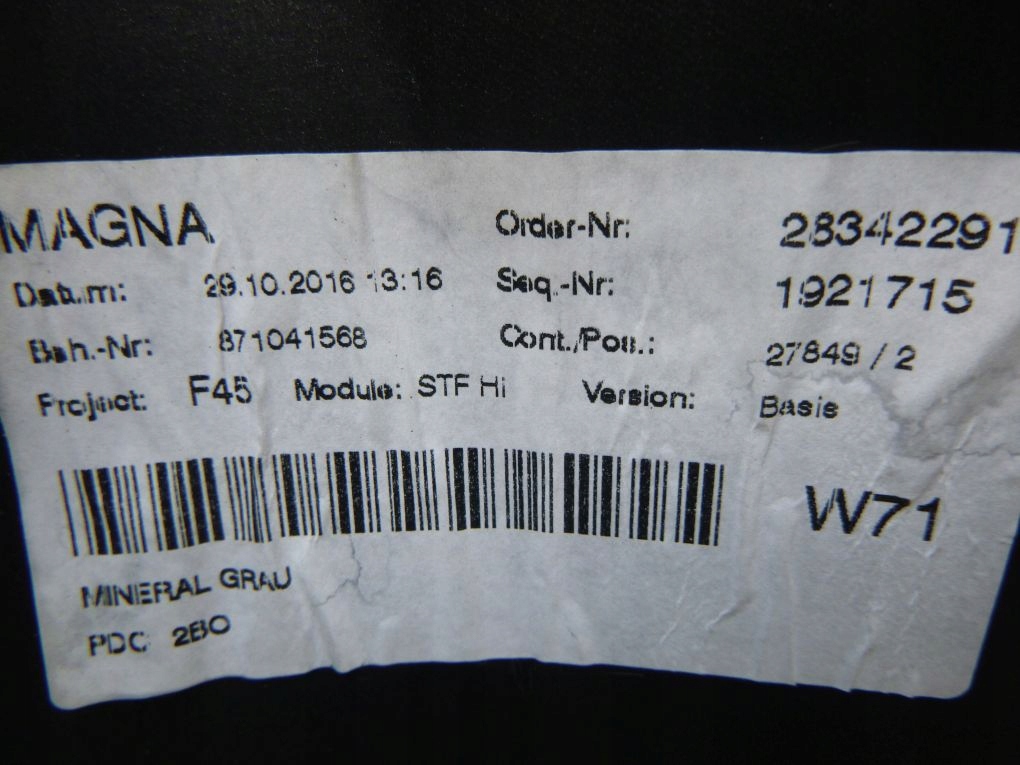 MAGNA
Order-Nr: 28342291
Datum: 29.10.2016 13:16
Seq.-Nr: 1921715
Beh.-Nr: 871041568
Cont./Pos.: 27849 / 2
Project: F45 Module: STF Hi Version: Basis
W71
MINERAL GRAU
PDC 2BO